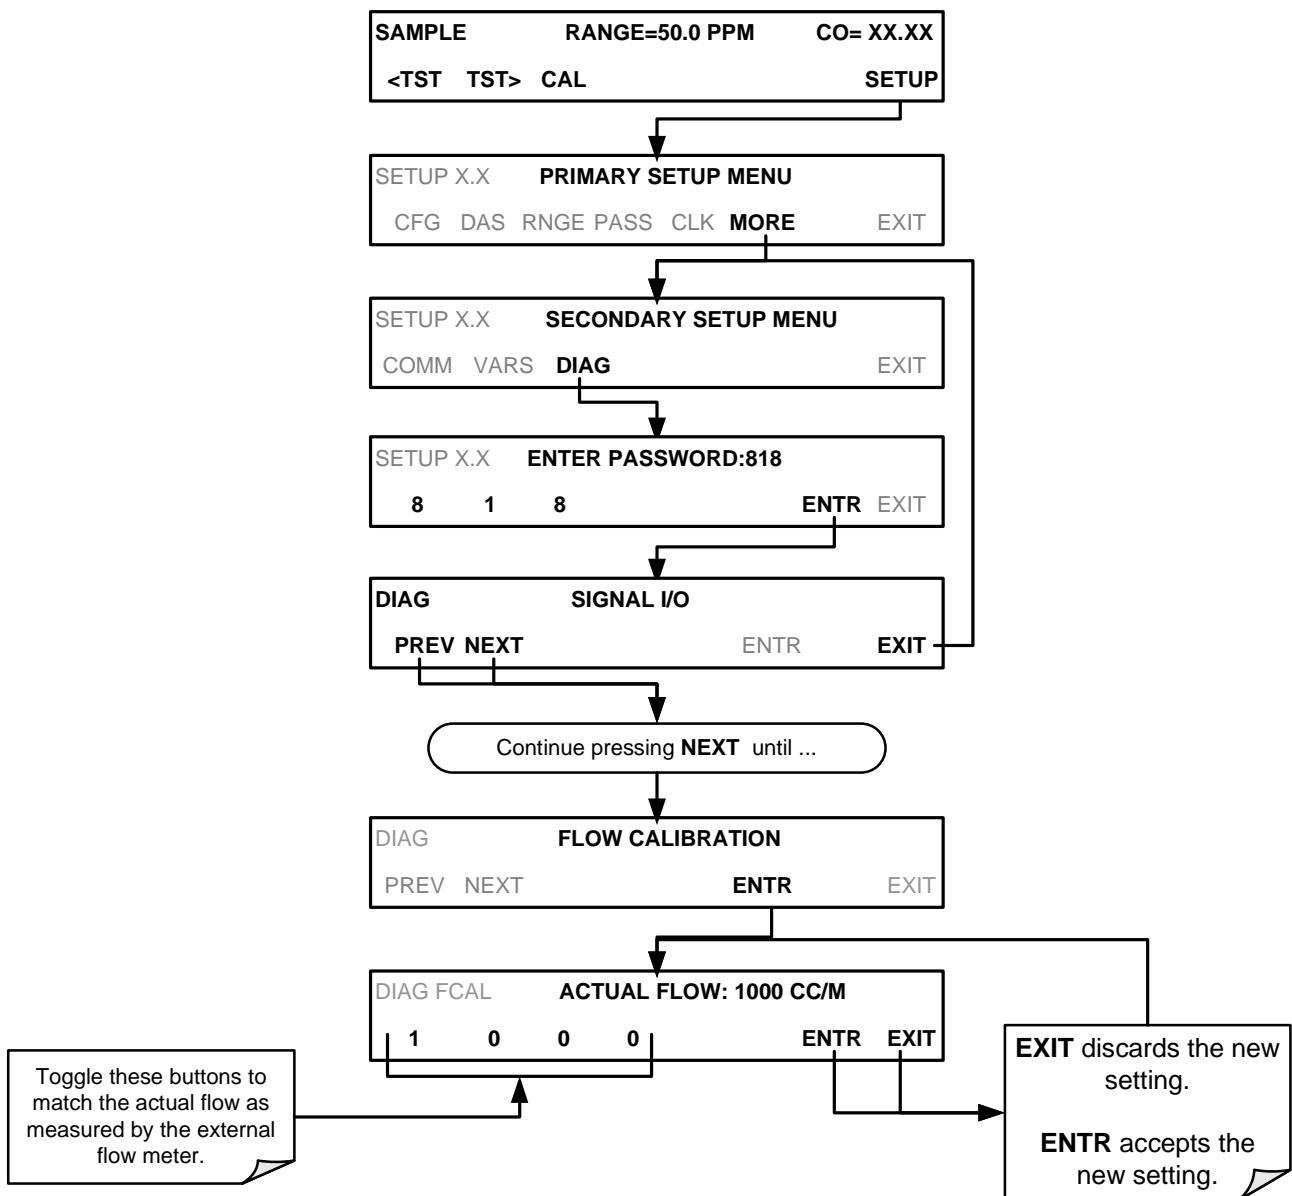 SAMPLE RANGE=50.0 PPM CO= XX.XX
<TST TST> CAL SETUP
SETUP X.X PRIMARY SETUP MENU
CFG DAS RNGE PASS CLK MORE EXIT
SETUP X.X SECONDARY SETUP MENU
COMM VARS DIAG EXIT
SETUP X.X ENTER PASSWORD:818
8 1 8 ENTR EXIT
DIAG SIGNAL I/O
PREV NEXT ENTR EXIT
Continue pressing NEXT until ...
DIAG FLOW CALIBRATION
PREV NEXT ENTR EXIT
DIAG FCAL ACTUAL FLOW: 1000 CC/M
1 0 0 0 ENTR EXIT
Toggle these buttons to
match the actual flow as
measured by the external
flow meter.
EXIT discards the new
setting.
ENTR accepts the
new setting.